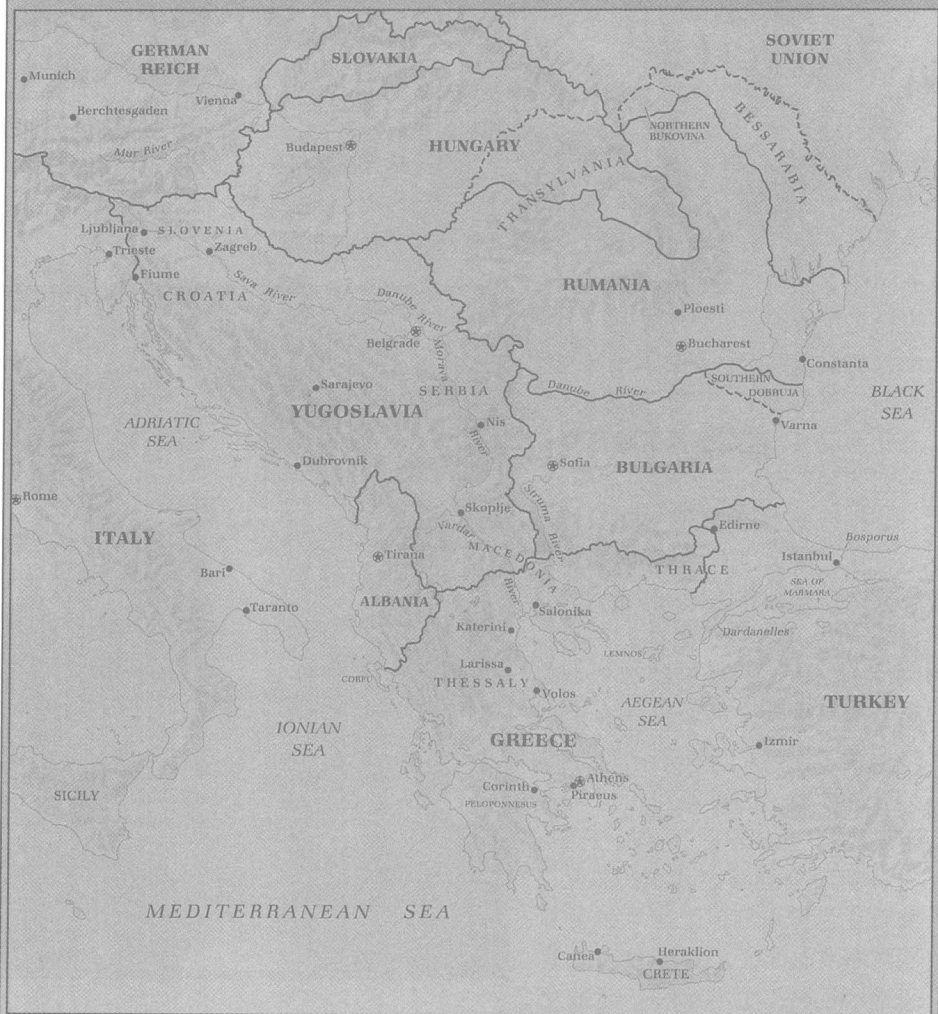 GERMAN
REICH
SLOVAKIA
SOVIET
UNION
Munich
Vienna
Berchtesgaden
Mur River
Budapest
HUNGARY
NORTHERN
BUKOVINA
BESSARABIA
TRANSYLVANIA
Ljubljana
SLOVENIA
Trieste
Zagreb
Fiume
CROATIA
Sava River
Danube River
RUMANIA
Ploesti
Belgrade
Bucharest
Morava River
Constanta
Sarajevo
SERBIA
Danube River
SOUTHERN
DOBRUJA
BLACK
SEA
YUGOSLAVIA
ADRIATIC
SEA
Nis
Varna
Dubrovnik
Sofia
BULGARIA
Rome
Struma River
Skoplje
Vardar River
Edirne
ITALY
MACEDONIA
Bosporus
Tirana
Istanbul
THRACE
Bari
SEA OF
MARMARA
ALBANIA
Taranto
Salonika
Katerini
Dardanelles
LEMNOS
Larissa
CORFU
THESSALY
Volos
AEGEAN
SEA
TURKEY
IONIAN
SEA
GREECE
Izmir
Athens
Corinth
Piraeus
SICILY
PELOPONNESUS
MEDITERRANEAN SEA
Canea
Heraklion
CRETE